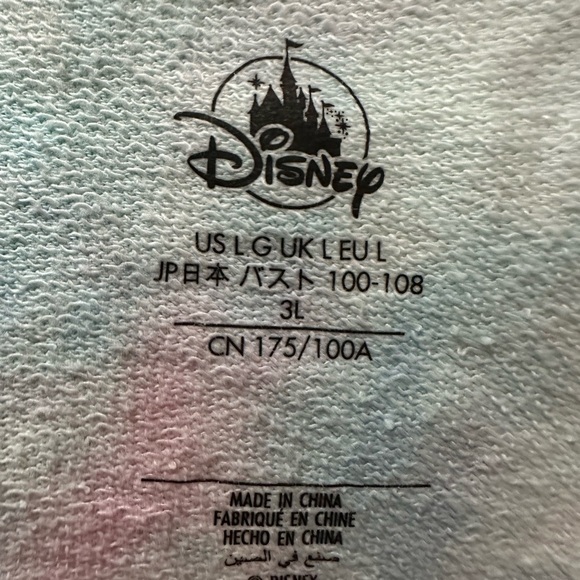 Disney
US L G UK L EU L
JP日本 バスト 100-108
3L
CN 175/100A
MADE IN CHINA
FABRIQUÉ EN CHINE
HECHO EN CHINA
صنع في الصين
© DISNEY